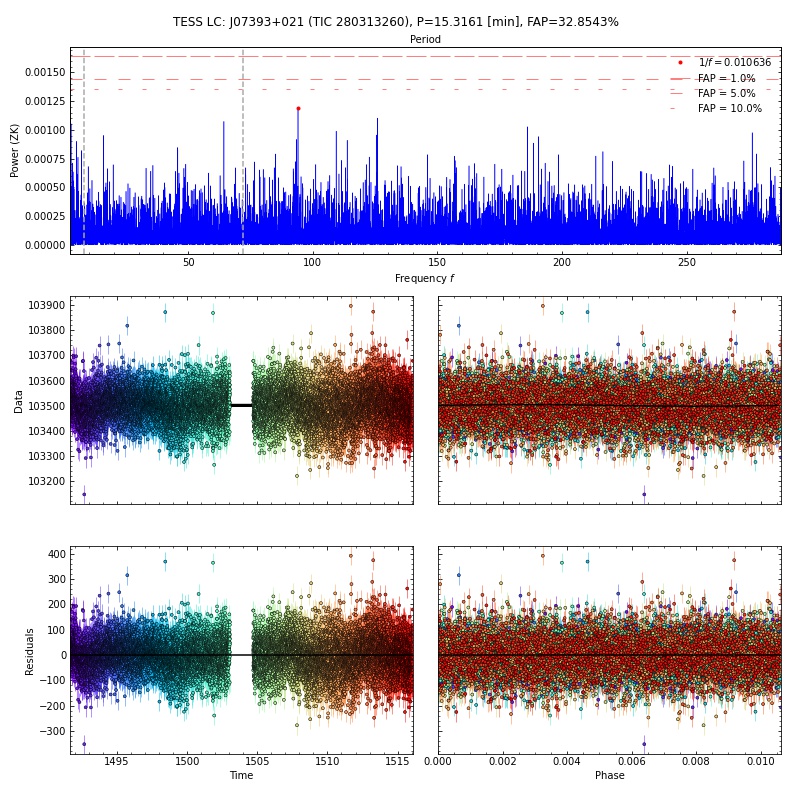 TESS LC: J07393+021 (TIC 280313260), P=15.3161 [min], FAP=32.8543%
Period
Power (ZK)
0.00150
0.00125
0.00100
0.00075
0.00050
0.00025
0.00000
1/f = 0.010636
FAP = 1.0%
FAP = 5.0%
FAP = 10.0%
50 100 150 200 250
Frequency f
Data
103900
103800
103700
103600
103500
103400
103300
103200
Residuals
400
300
200
100
0
−100
−200
−300
1495 1500 1505 1510 1515
Time
0.000 0.002 0.004 0.006 0.008 0.010
Phase